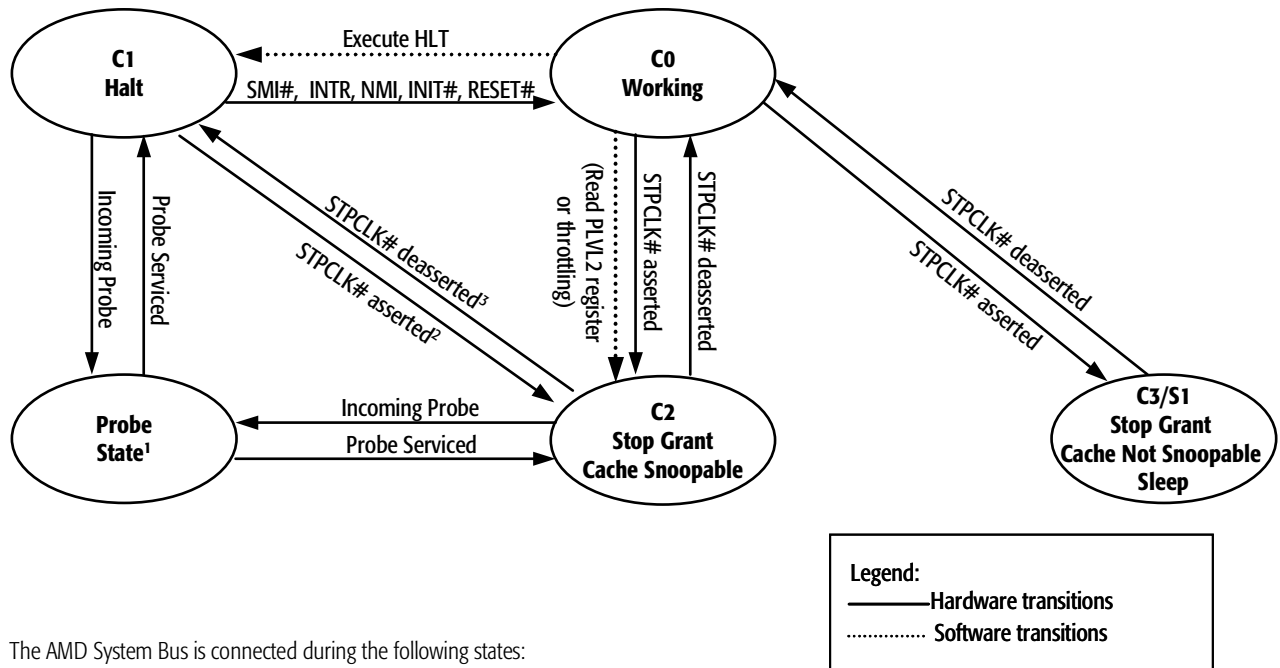 Execute HLT
C1
Halt
C0
Working
SMI#, INTR, NMI, INIT#, RESET#
Incoming Probe
Probe Serviced
STPCLK# deasserted³
STPCLK# asserted²
(Read PLVL2 register
or throttling)
STPCLK# asserted
STPCLK# deasserted
STPCLK# deasserted
STPCLK# asserted
Probe
State¹
Incoming Probe
Probe Serviced
C2
Stop Grant
Cache Snoopable
C3/S1
Stop Grant
Cache Not Snoopable
Sleep
Legend:
Hardware transitions
Software transitions
The AMD System Bus is connected during the following states: